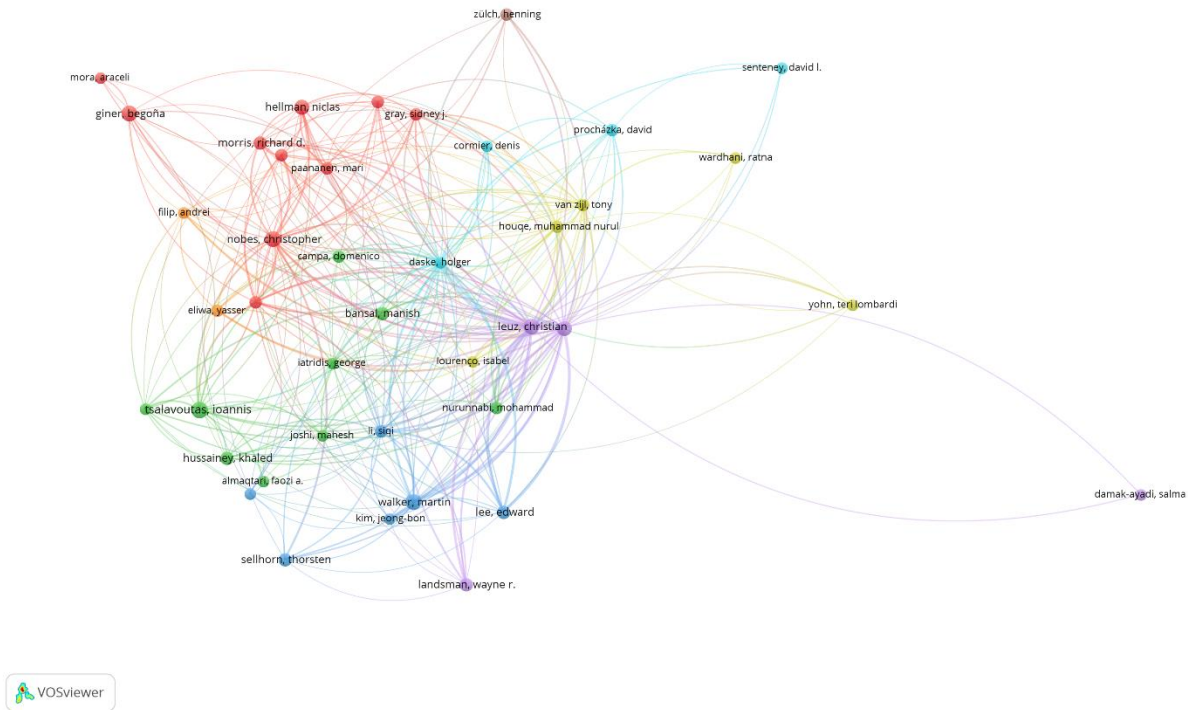 zülch, henning
senteney, david l.
mora, araceli
giner, begoña
hellman, niclas
gray, sidney j.
procházka, david
morris, richard d.
cormier, denis
wardhani, ratna
paananen, mari
van zijl, tony
filip, andrei
houqe, muhammad nurul
nobes, christopher
campa, domenico
daske, holger
yohn, teri lombardi
eliwa, yasser
bansal, manish
leuz, christian
iatridis, george
lourenço, isabel
tsalavoutas, ioannis
nurunnabi, mohammad
joshi, mahesh
li, siqi
hussainey, khaled
almaqtari, faozi a.
damak-ayadi, salma
walker, martin
lee, edward
kim, jeong-bon
sellhorn, thorsten
landsman, wayne r.
VOSviewer